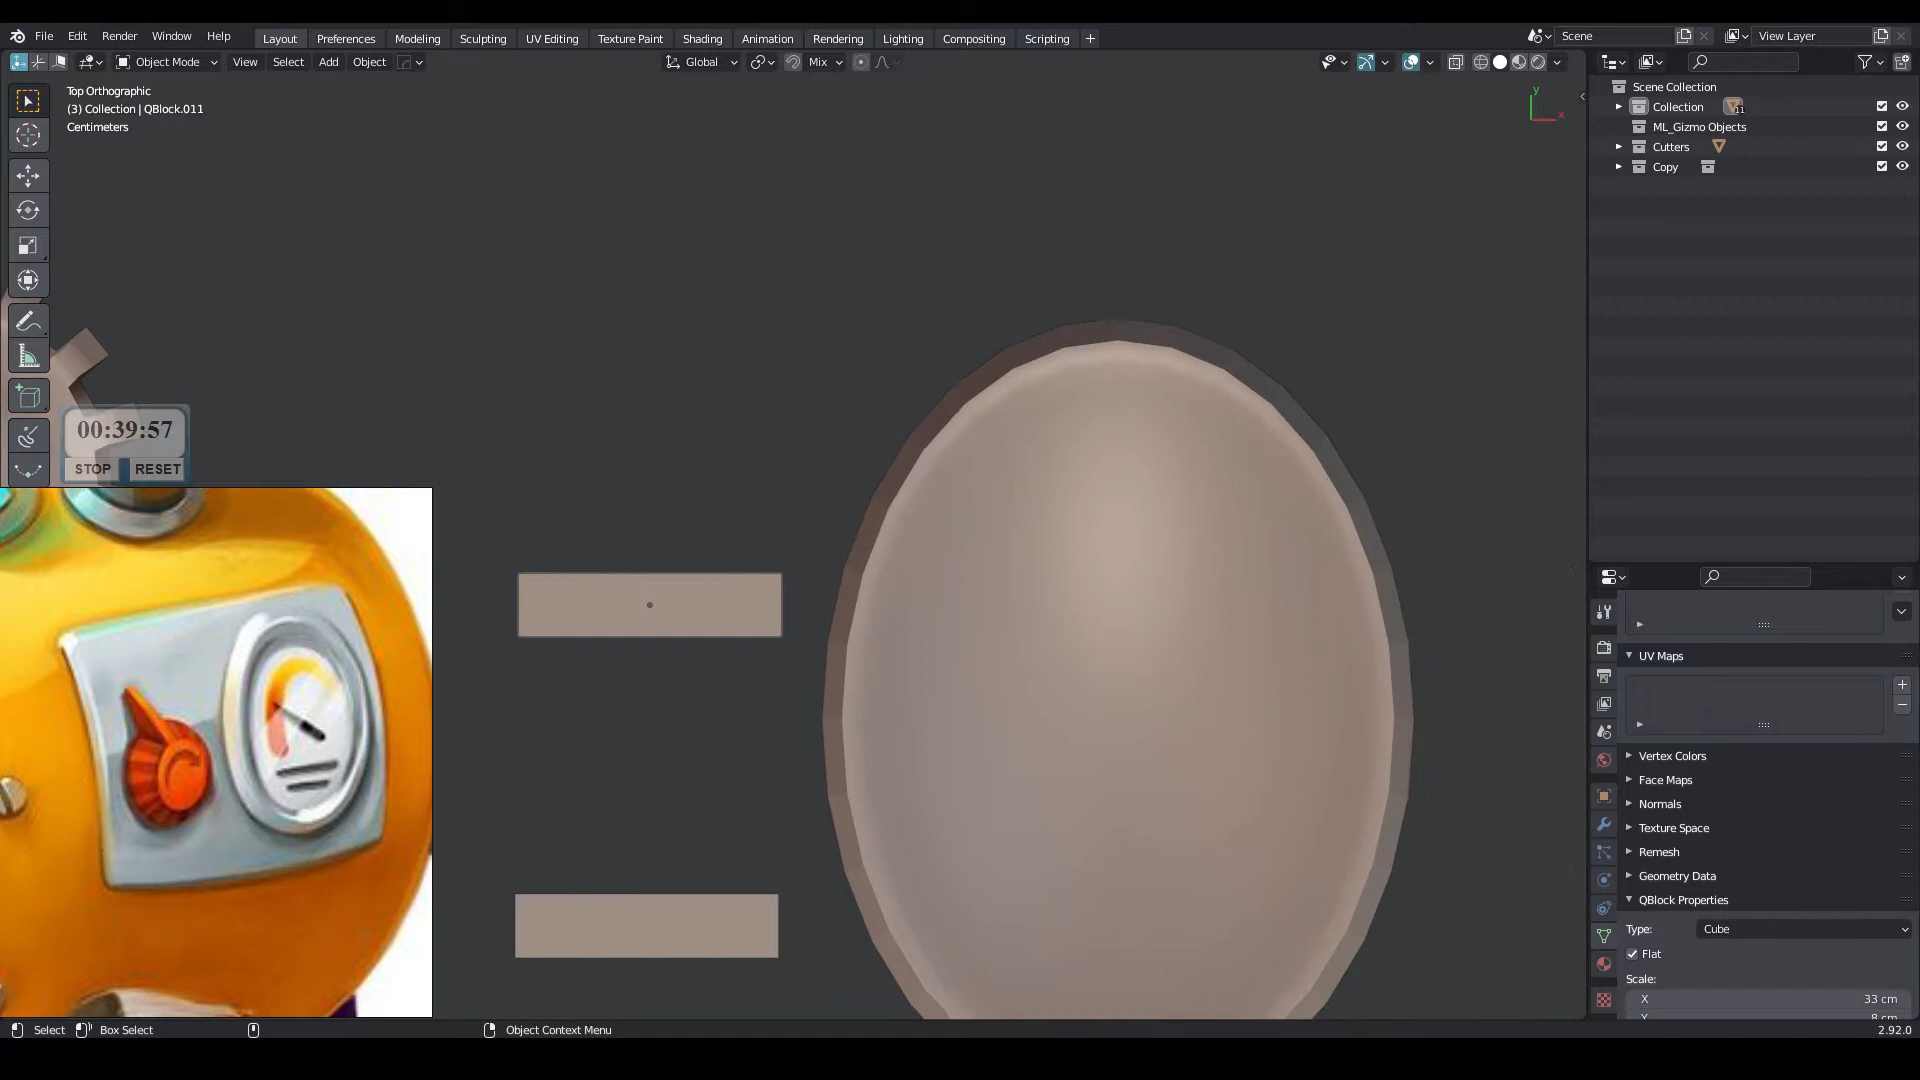 File Edit Render Window Help
Layout Preferences Modeling Sculpting UV Editing Texture Paint Shading Animation Rendering Lighting Compositing Scripting +
Scene View Layer
Object Mode View Select Add Object Global Mix
Top Orthographic
(3) Collection | QBlock.011
Centimeters
y
x
Scene Collection
Collection 11
ML_Gizmo Objects
Cutters
Copy
00:39:57
STOP RESET
UV Maps
Vertex Colors
Face Maps
Normals
Texture Space
Remesh
Geometry Data
QBlock Properties
Type: Cube
Flat
Scale:
X 33 cm
Y 8 cm
Select Box Select Object Context Menu 2.92.0